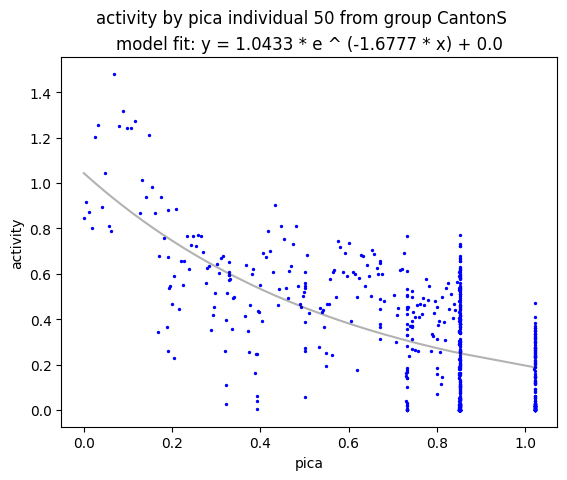 activity by pica individual 50 from group CantonS
model fit: y = 1.0433 * e ^ (-1.6777 * x) + 0.0
1.4
1.2
1.0
0.8
0.6
0.4
0.2
0.0
activity
0.0 0.2 0.4 0.6 0.8 1.0
pica